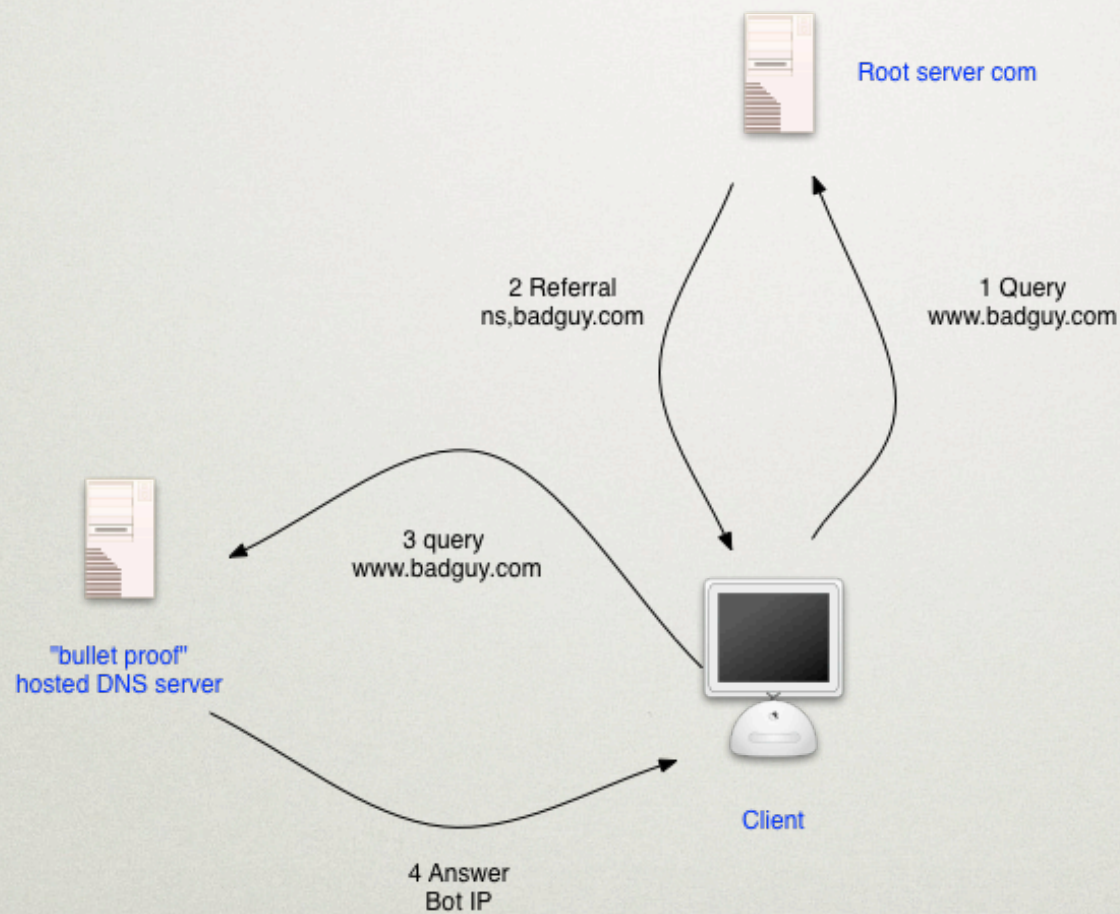 Root server com
2 Referral
ns,badguy.com
1 Query
www.badguy.com
3 query
www.badguy.com
"bullet proof"
hosted DNS server
Client
4 Answer
Bot IP